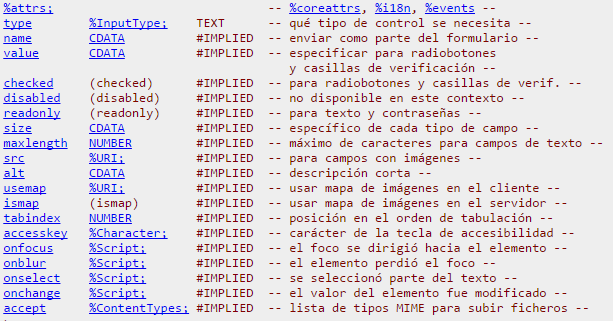 %attrs; -- %coreattrs, %i18n, %events --
type %InputType; TEXT -- qué tipo de control se necesita --
name CDATA #IMPLIED -- enviar como parte del formulario --
value CDATA #IMPLIED -- especificar para radiobotones
y casillas de verificación --
checked (checked) #IMPLIED -- para radiobotones y casillas de verif. --
disabled (disabled) #IMPLIED -- no disponible en este contexto --
readonly (readonly) #IMPLIED -- para texto y contraseñas --
size CDATA #IMPLIED -- específico de cada tipo de campo --
maxlength NUMBER #IMPLIED -- máximo de caracteres para campos de texto --
src %URI; #IMPLIED -- para campos con imágenes --
alt CDATA #IMPLIED -- descripción corta --
usemap %URI; #IMPLIED -- usar mapa de imágenes en el cliente --
ismap (ismap) #IMPLIED -- usar mapa de imágenes en el servidor --
tabindex NUMBER #IMPLIED -- posición en el orden de tabulación --
accesskey %Character; #IMPLIED -- carácter de la tecla de accesibilidad --
onfocus %Script; #IMPLIED -- el foco se dirigió hacia el elemento --
onblur %Script; #IMPLIED -- el elemento perdió el foco --
onselect %Script; #IMPLIED -- se seleccionó parte del texto --
onchange %Script; #IMPLIED -- el valor del elemento fue modificado --
accept %ContentTypes; #IMPLIED -- lista de tipos MIME para subir ficheros --